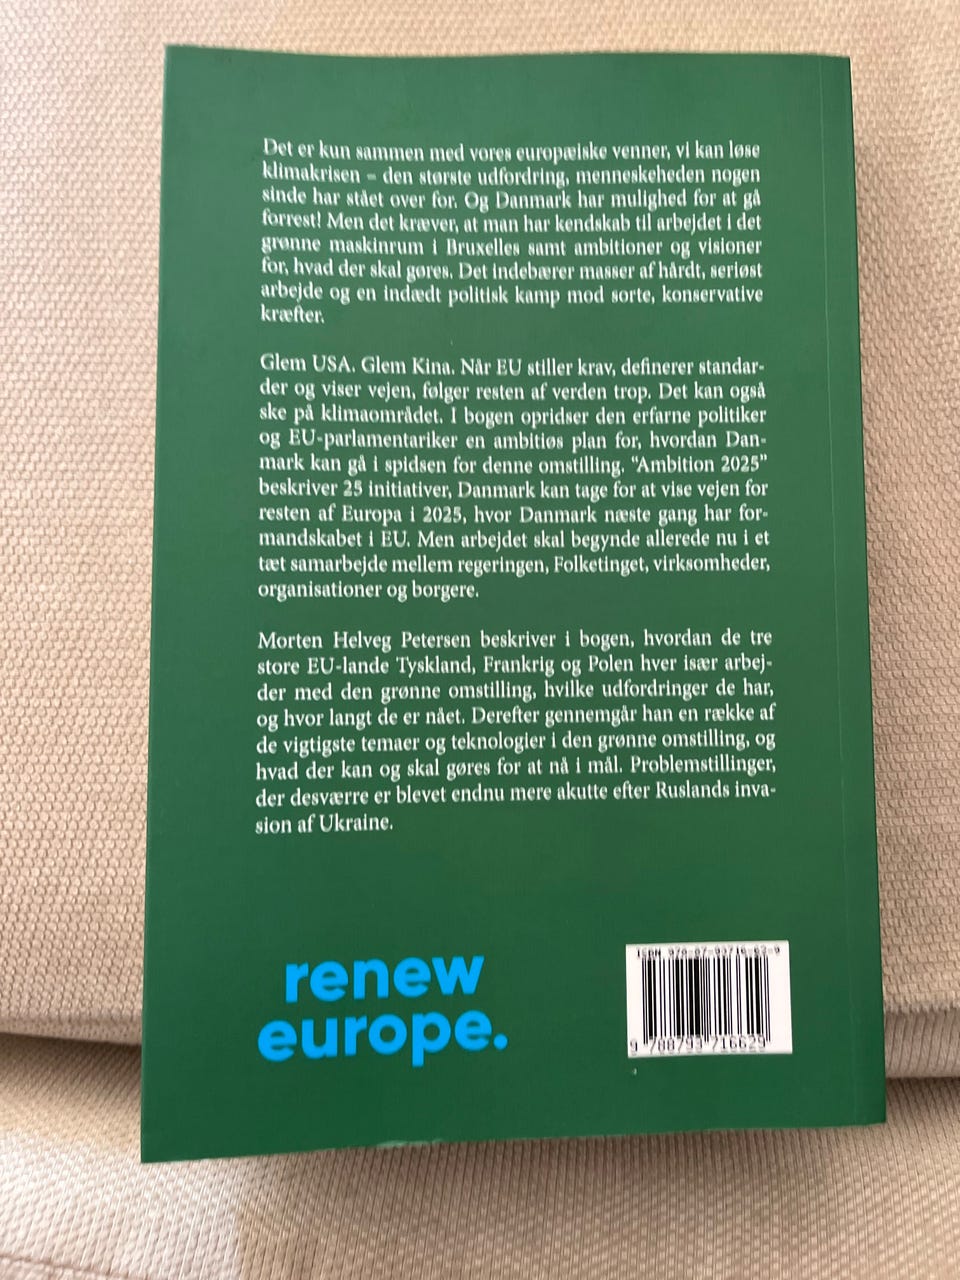 Det er kun sammen med vores europæiske venner, vi kan løse
klimakrisen – den største udfordring, menneskeheden nogen
sinde har stået over for. Og Danmark har mulighed for at gå
forrest! Men det kræver, at man har kendskab til arbejdet i det
grønne maskinrum i Bruxelles samt ambitioner og visioner
for, hvad der skal gøres. Det indebærer masser af hårdt, seriøst
arbejde og en indædt politisk kamp mod sorte, konservative
kræfter.
Glem USA. Glem Kina. Når EU stiller krav, definerer standar-
der og viser vejen, følger resten af verden trop. Det kan også
ske på klimaområdet. I bogen opridser den erfarne politiker
og EU-parlamentariker en ambitiøs plan for, hvordan Dan-
mark kan gå i spidsen for denne omstilling. “Ambition 2025”
beskriver 25 initiativer, Danmark kan tage for at vise vejen for
resten af Europa i 2025, hvor Danmark næste gang har for-
mandskabet i EU. Men arbejdet skal begynde allerede nu i et
tæt samarbejde mellem regeringen, Folketinget, virksomheder,
organisationer og borgere.
Morten Helveg Petersen beskriver i bogen, hvordan de tre
store EU-lande Tyskland, Frankrig og Polen hver især arbej-
der med den grønne omstilling, hvilke udfordringer de har,
og hvor langt de er nået. Derefter gennemgår han en række af
de vigtigste temaer og teknologier i den grønne omstilling, og
hvad der kan og skal gøres for at nå i mål. Problemstillinger,
der desværre er blevet endnu mere akutte efter Ruslands inva-
sion af Ukraine.
renew
europe.
ISBN 978-87-93716-62-9
9 788793 716629